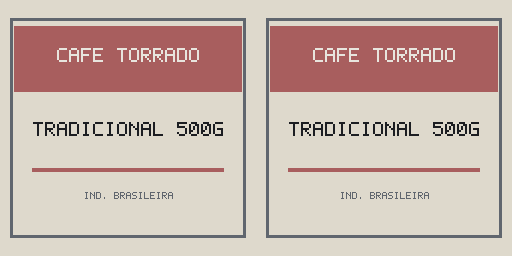 CAFE TORRADO
TRADICIONAL 500G
IND. BRASILEIRA
CAFE TORRADO
TRADICIONAL 500G
IND. BRASILEIRA